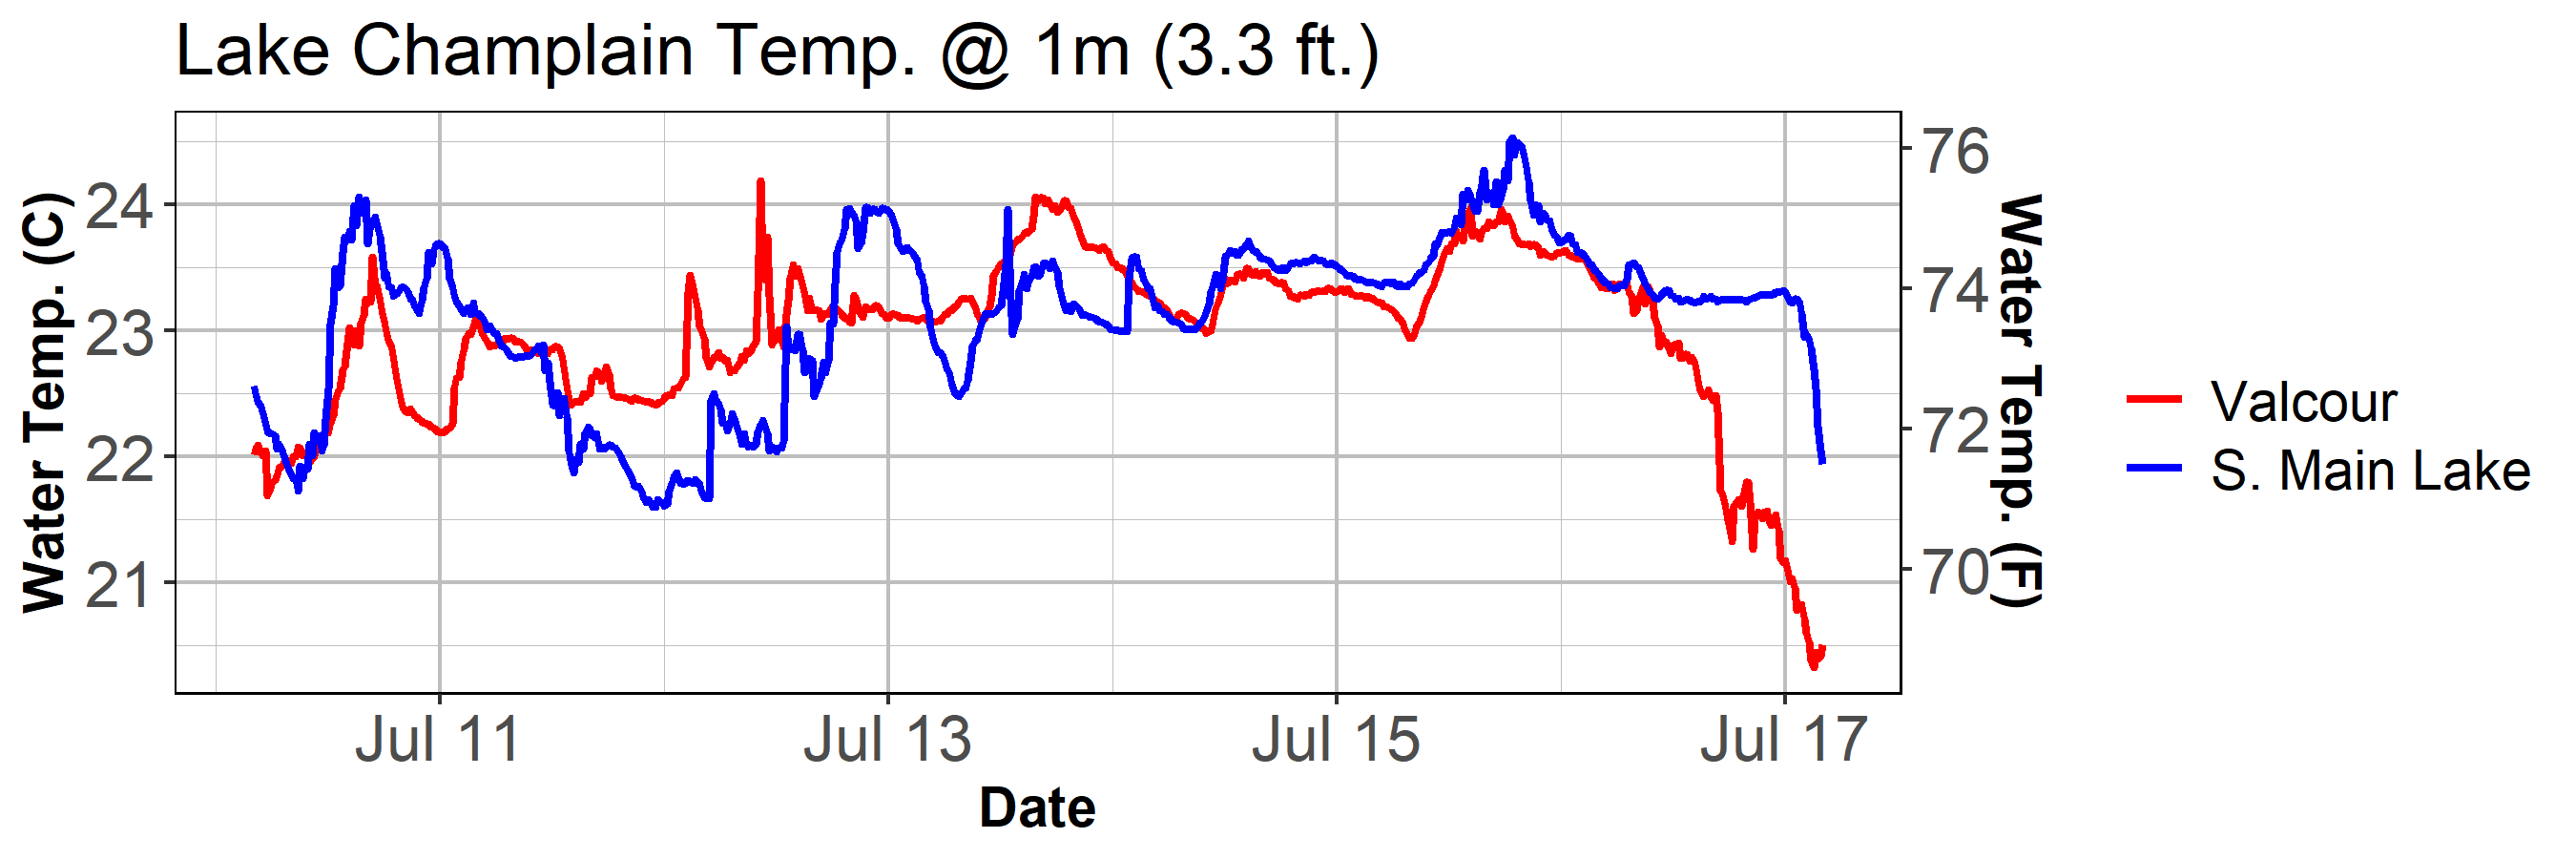 Lake Champlain Temp. @ 1m (3.3 ft.)
Water Temp. (C)
24
23
22
21
76
74
72
70
Water Temp. (F)
Jul 11
Jul 13
Jul 15
Jul 17
Date
Valcour
S. Main Lake